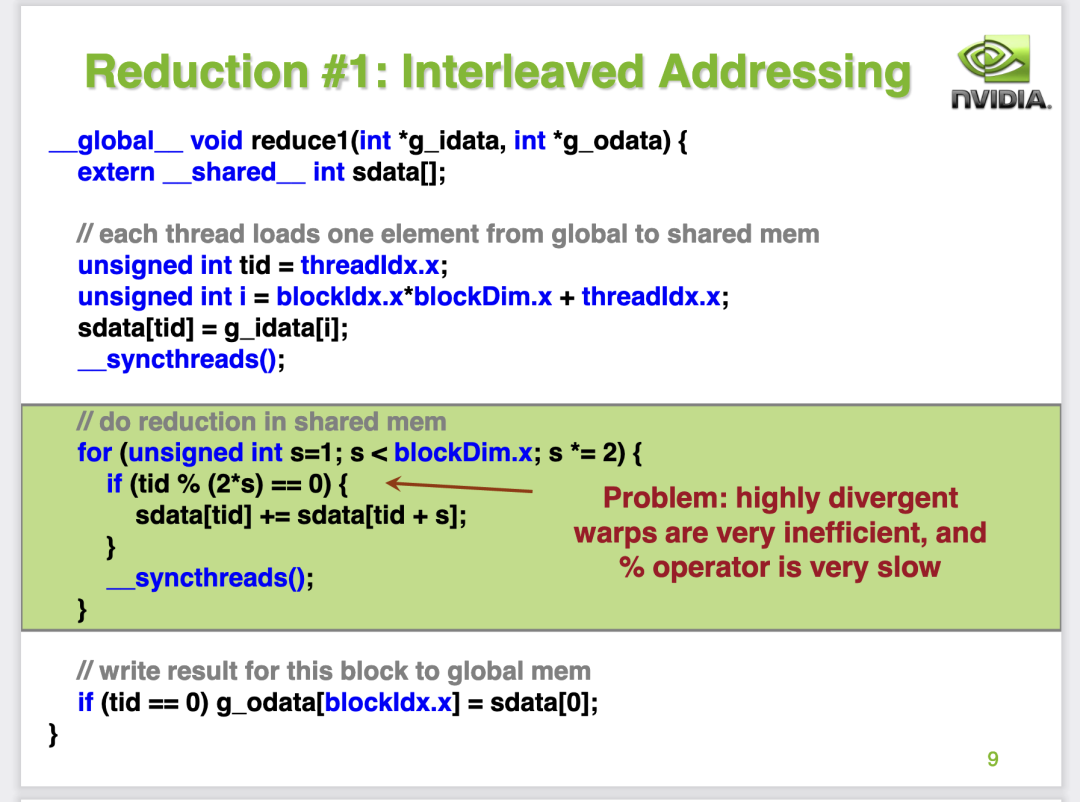 Reduction #1: Interleaved Addressing
NVIDIA.
__global__ void reduce1(int *g_idata, int *g_odata) {
extern __shared__ int sdata[];
// each thread loads one element from global to shared mem
unsigned int tid = threadIdx.x;
unsigned int i = blockIdx.x*blockDim.x + threadIdx.x;
sdata[tid] = g_idata[i];
__syncthreads();
// do reduction in shared mem
for (unsigned int s=1; s < blockDim.x; s *= 2) {
if (tid % (2*s) == 0) {
sdata[tid] += sdata[tid + s];
}
__syncthreads();
}
Problem: highly divergent
warps are very inefficient, and
% operator is very slow
// write result for this block to global mem
if (tid == 0) g_odata[blockIdx.x] = sdata[0];
}
9